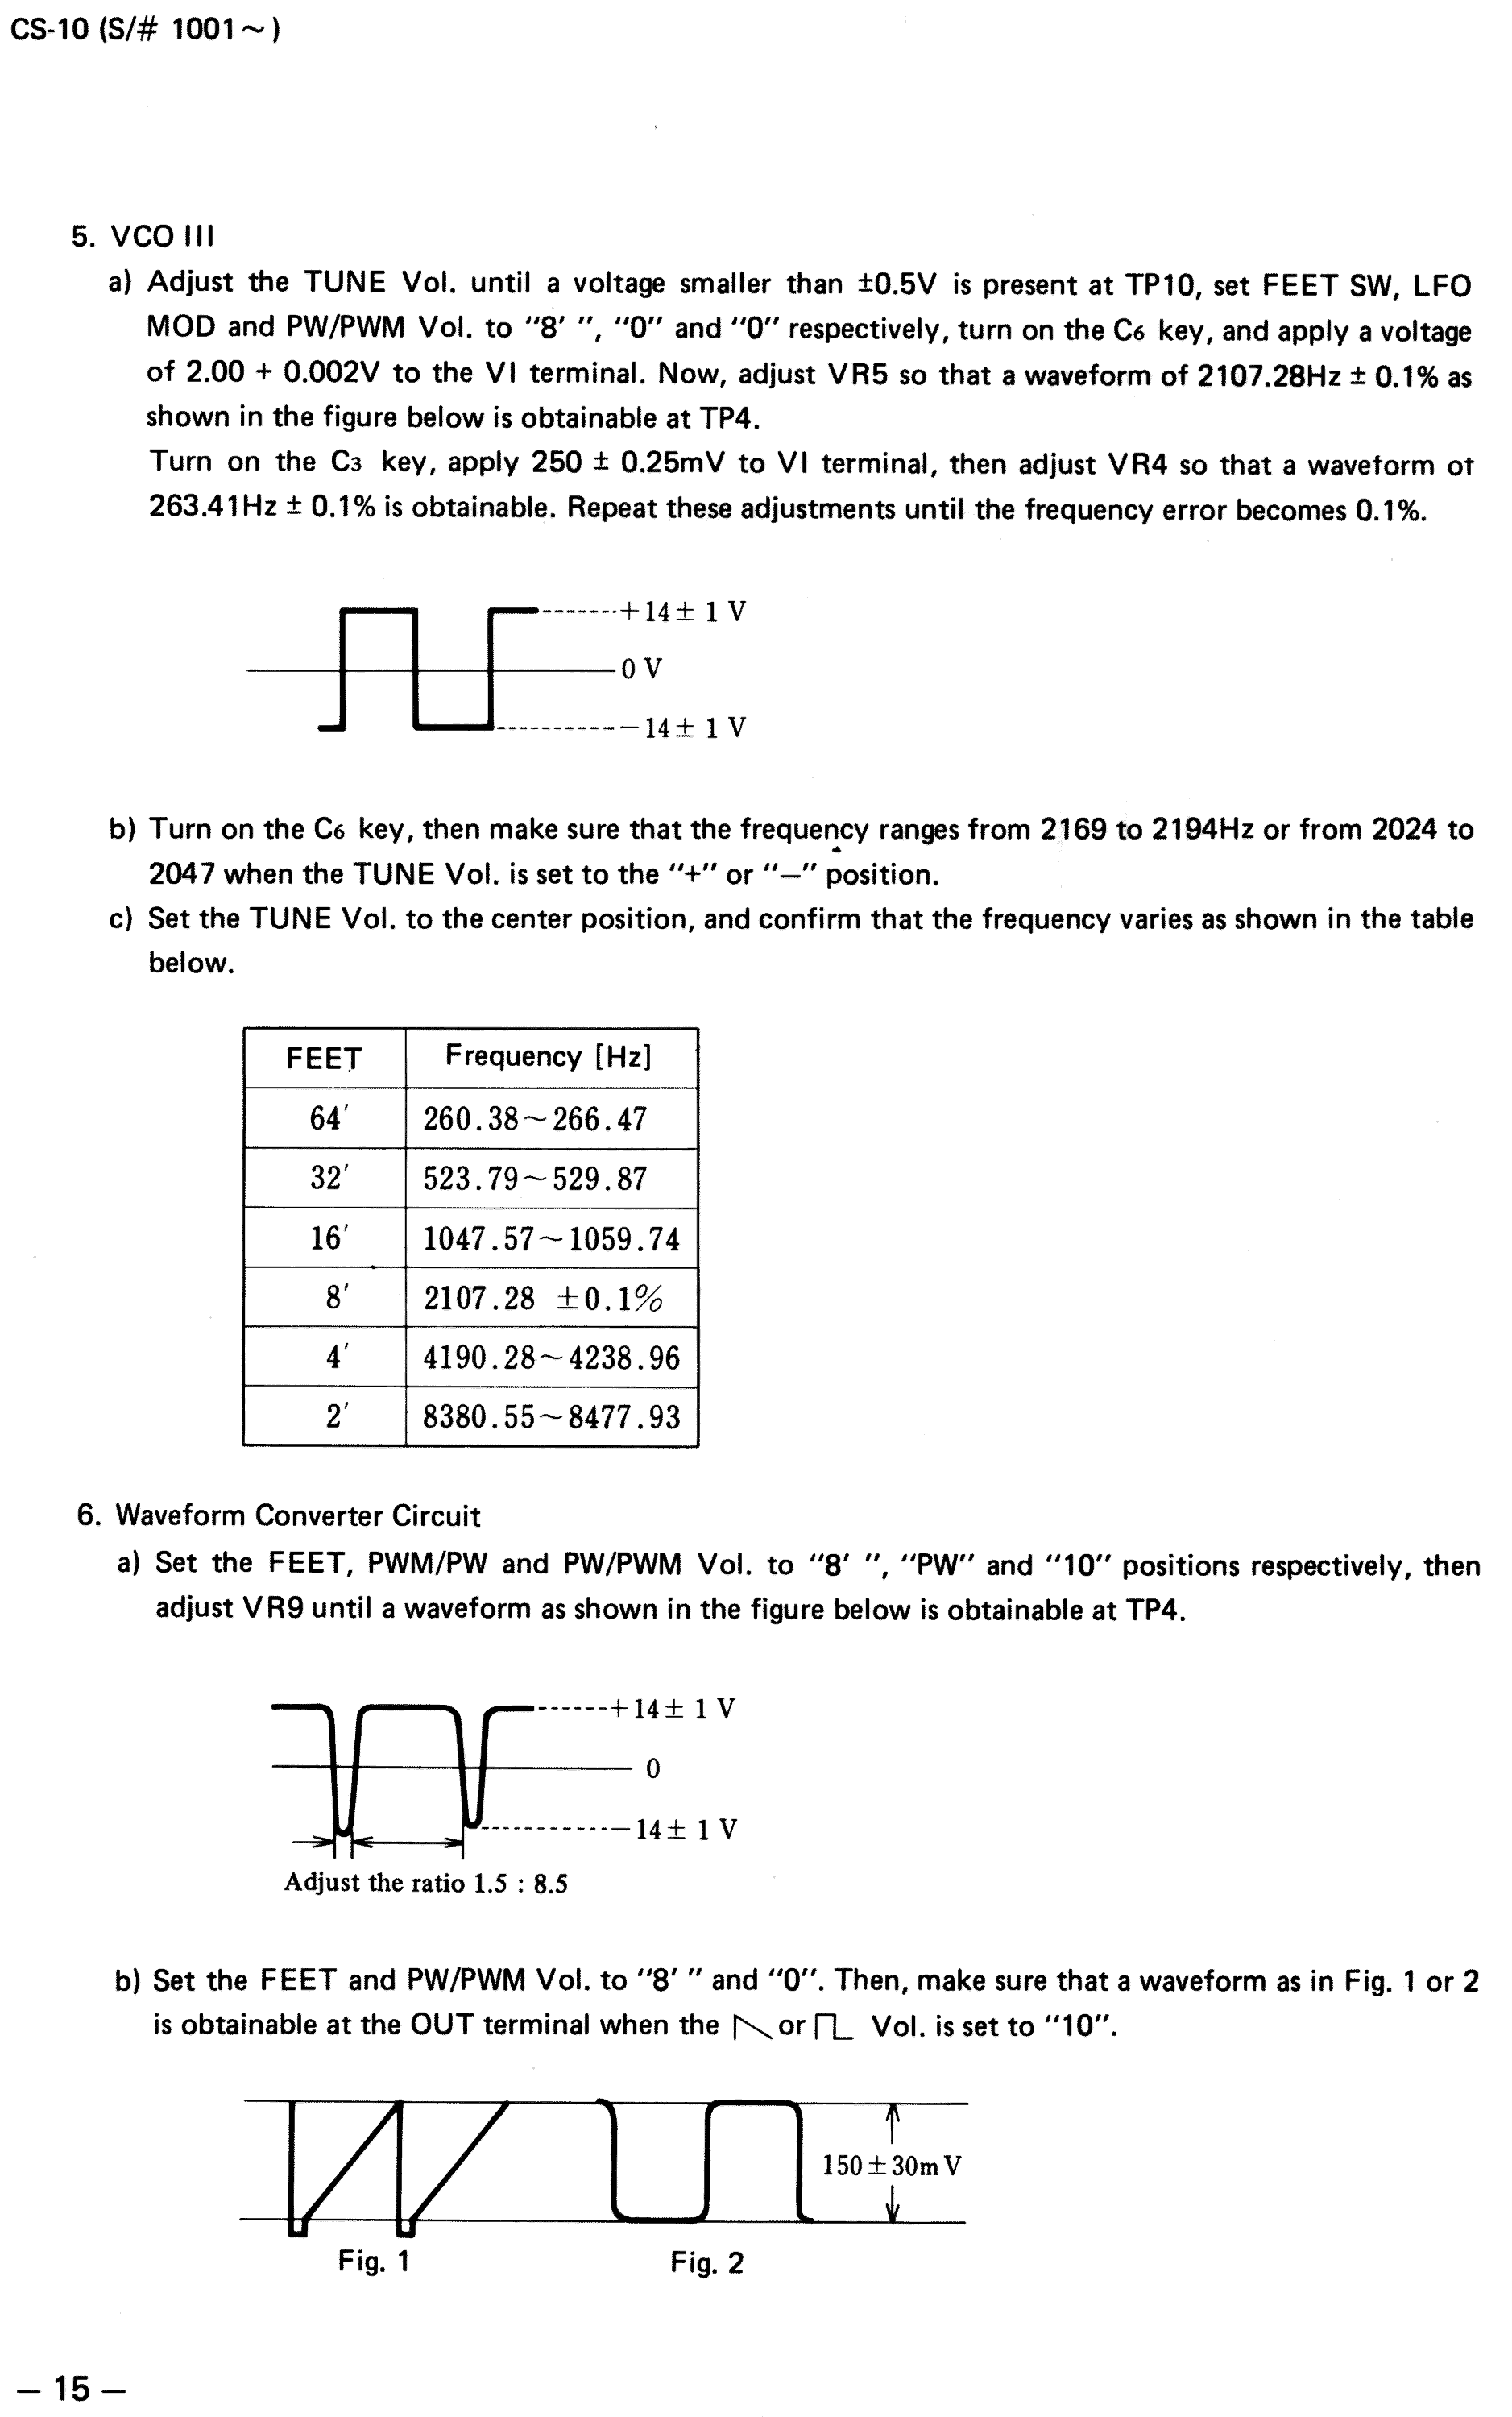 CS-10 (S/# 1001～)
5. VCO III
a) Adjust the TUNE Vol. until a voltage smaller than ±0.5V is present at TP10, set FEET SW, LFO
MOD and PW/PWM Vol. to “8′ ”, “0” and “0” respectively, turn on the C6 key, and apply a voltage
of 2.00 + 0.002V to the VI terminal. Now, adjust VR5 so that a waveform of 2107.28Hz ± 0.1% as
shown in the figure below is obtainable at TP4.
Turn on the C3 key, apply 250 ± 0.25mV to VI terminal, then adjust VR4 so that a waveform of
263.41Hz ± 0.1% is obtainable. Repeat these adjustments until the frequency error becomes 0.1%.
+14± 1 V
0 V
−14± 1 V
b) Turn on the C6 key, then make sure that the frequency ranges from 2169 to 2194Hz or from 2024 to
2047 when the TUNE Vol. is set to the “+” or “−” position.
c) Set the TUNE Vol. to the center position, and confirm that the frequency varies as shown in the table
below.
FEET Frequency [Hz]
64′ 260.38～266.47
32′ 523.79～529.87
16′ 1047.57～1059.74
8′ 2107.28 ±0.1%
4′ 4190.28～4238.96
2′ 8380.55～8477.93
6. Waveform Converter Circuit
a) Set the FEET, PWM/PW and PW/PWM Vol. to “8′ ”, “PW” and “10” positions respectively, then
adjust VR9 until a waveform as shown in the figure below is obtainable at TP4.
+14± 1 V
0
−14± 1 V
Adjust the ratio 1.5 : 8.5
b) Set the FEET and PW/PWM Vol. to “8′ ” and “0”. Then, make sure that a waveform as in Fig. 1 or 2
is obtainable at the OUT terminal when the or Vol. is set to “10”.
150±30mV
Fig. 1 Fig. 2
− 15 −